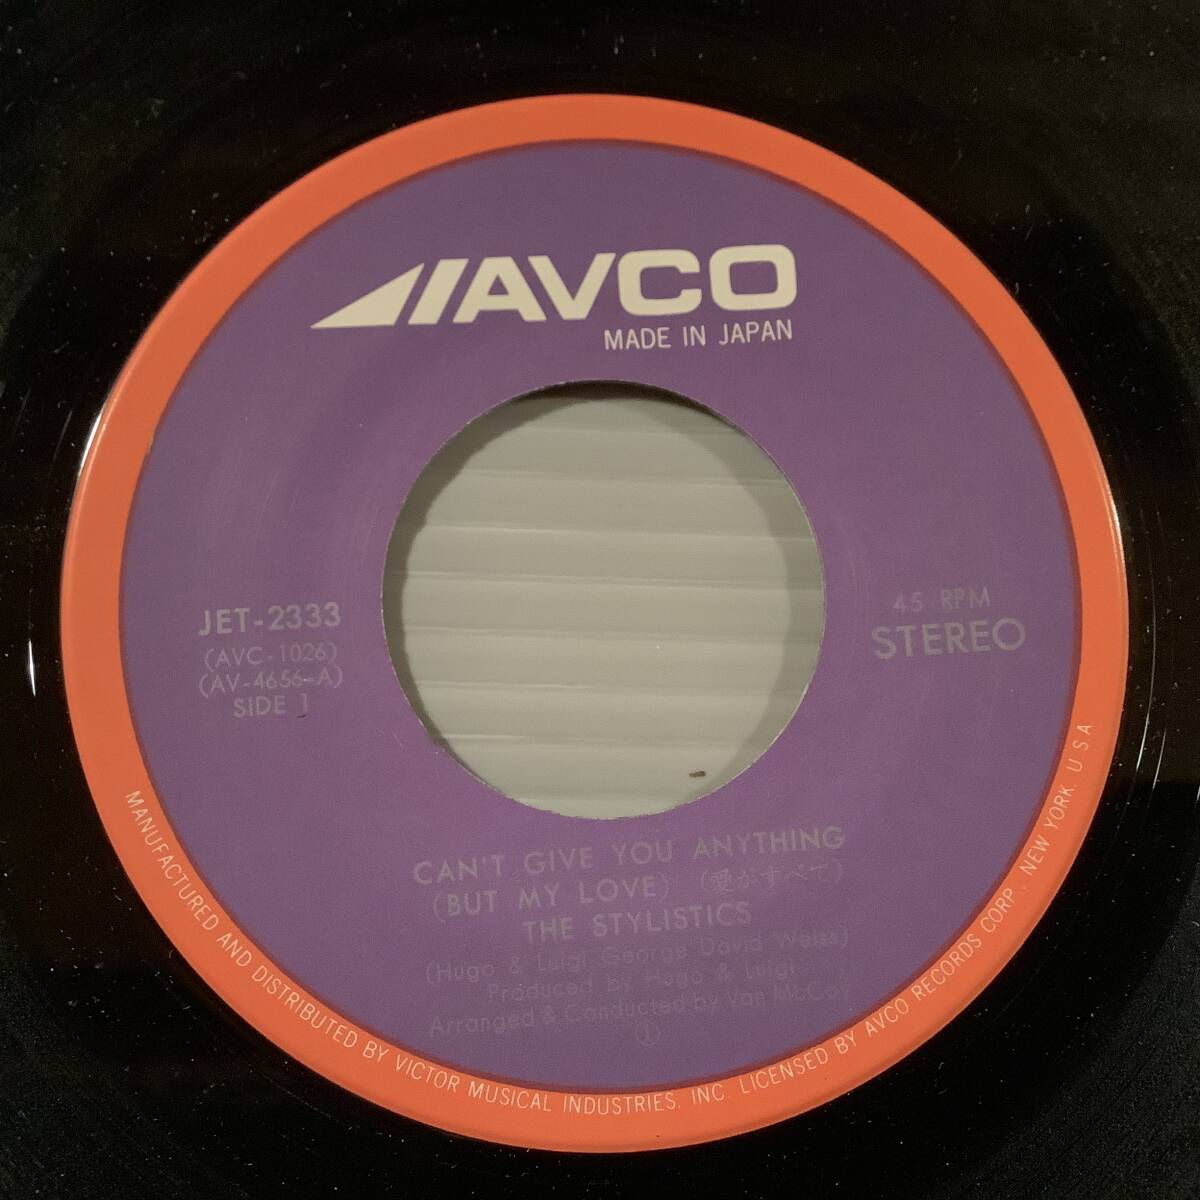 AVCO
MADE IN JAPAN
JET-2333
(AVC-1026)
(AV-4656-A)
SIDE 1
45 RPM
STEREO
CAN'T GIVE YOU ANYTHING
(BUT MY LOVE) (愛がすべて)
THE STYLISTICS
(Hugo & Luigi-George David Weiss)
Produced by Hugo & Luigi
Arranged & Conducted by Van McCoy
①
MANUFACTURED AND DISTRIBUTED BY VICTOR MUSICAL INDUSTRIES, INC. LICENSED BY AVCO RECORDS CORP., NEW YORK, U S A